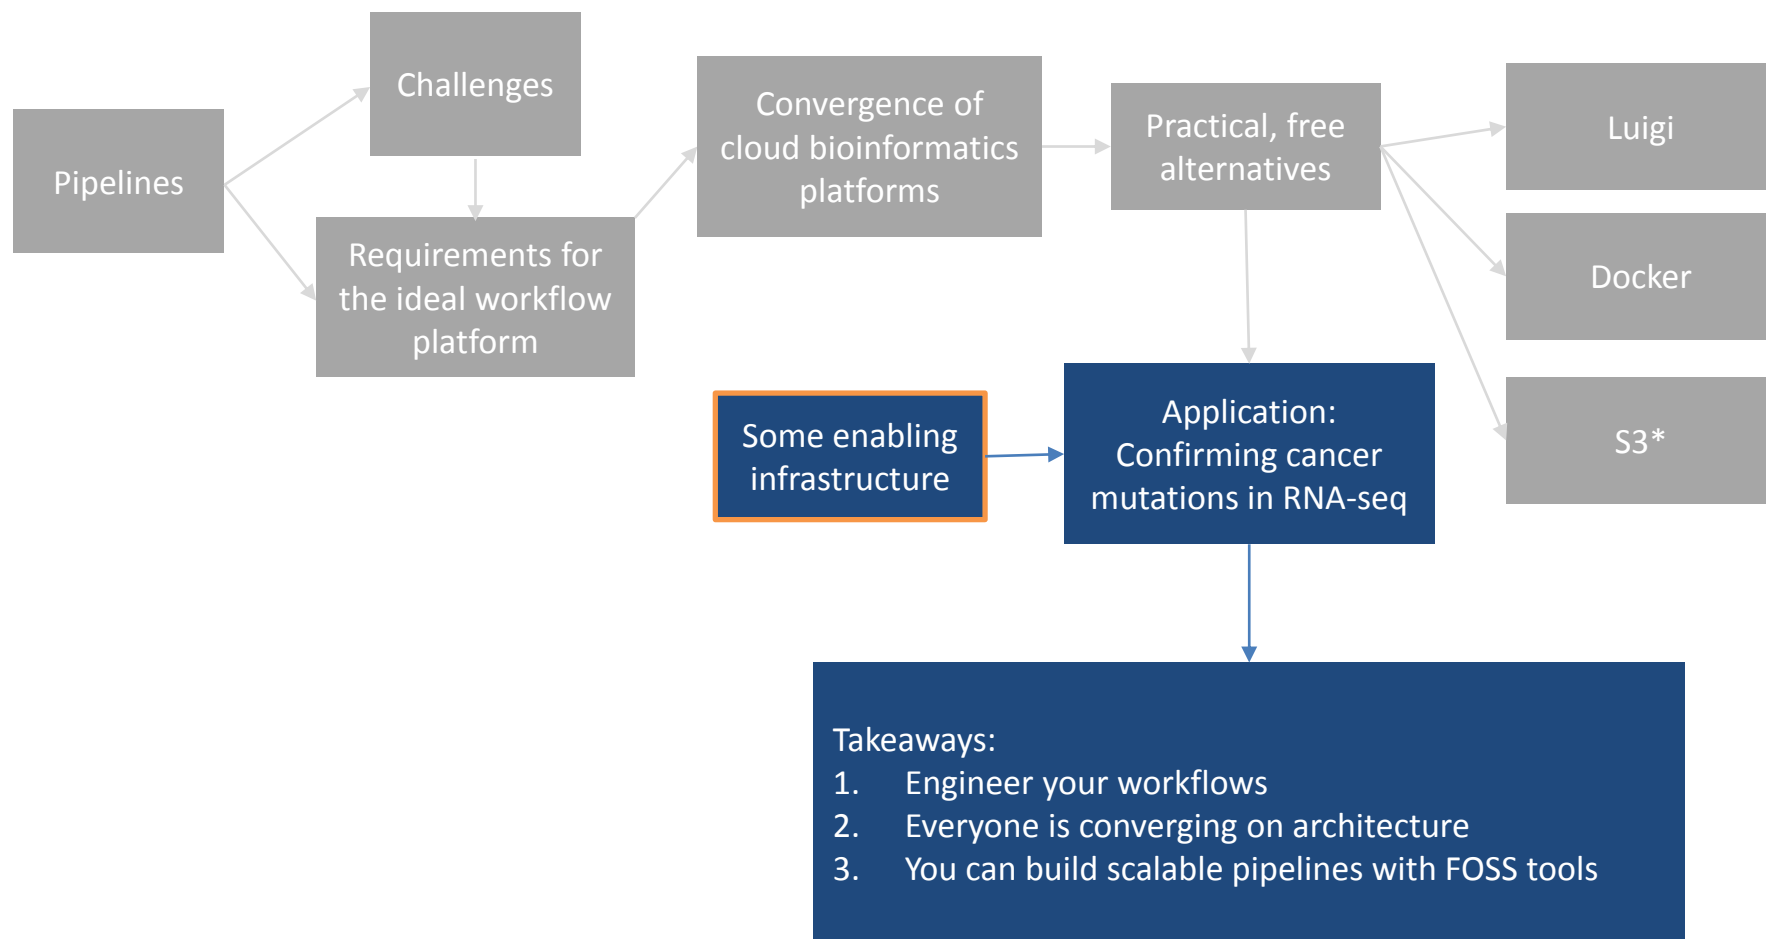 Pipelines
Challenges
Requirements for
the ideal workflow
platform
Convergence of
cloud bioinformatics
platforms
Practical, free
alternatives
Luigi
Docker
S3*
Some enabling
infrastructure
Application:
Confirming cancer
mutations in RNA-seq
Takeaways:
1. Engineer your workflows
2. Everyone is converging on architecture
3. You can build scalable pipelines with FOSS tools